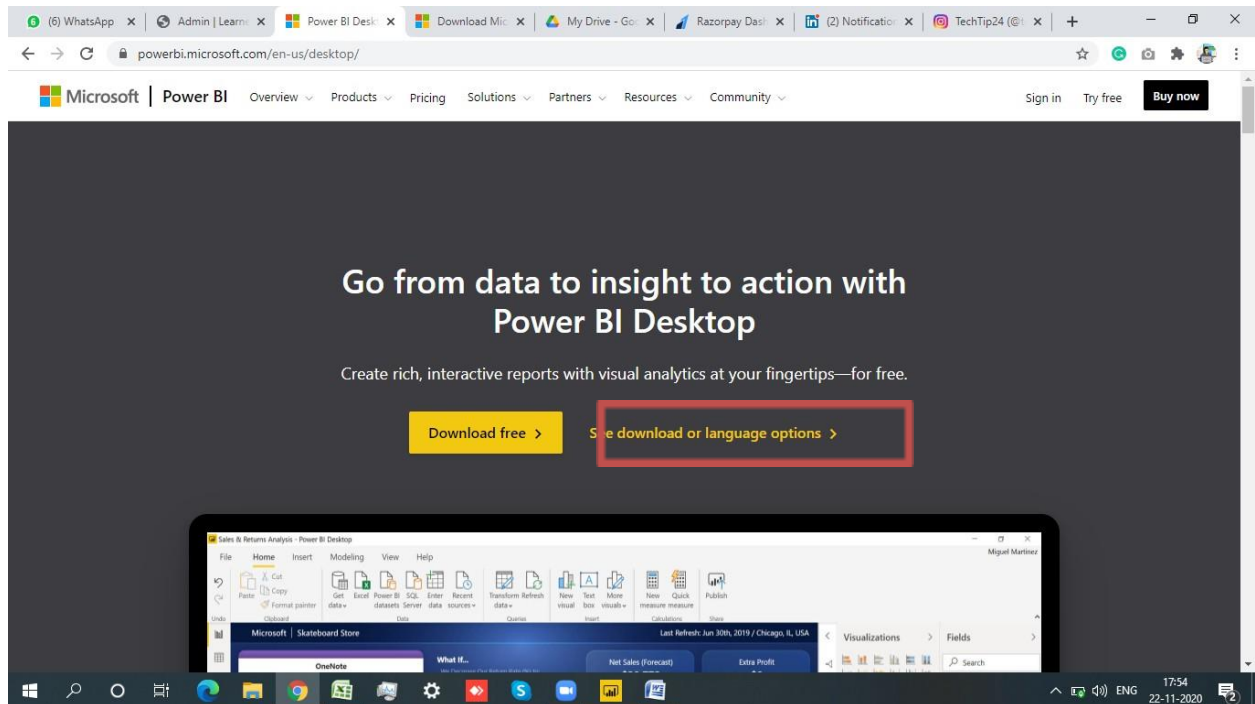 (6) WhatsApp
Admin | Learn
Power BI Desk
Download Mic
My Drive - Goo
Razorpay Dash
(2) Notification
TechTip24 (@t
powerbi.microsoft.com/en-us/desktop/
Microsoft | Power BI Overview Products Pricing Solutions Partners Resources Community Sign in Try free Buy now
Go from data to insight to action with
Power BI Desktop
Create rich, interactive reports with visual analytics at your fingertips—for free.
Download free > See download or language options >
Sales & Returns Analysis - Power BI Desktop
Miguel Martinez
File Home Insert Modeling View Help
Undo
Paste
Cut
Copy
Format painter
Clipboard
Get data
Excel
Power BI datasets
SQL Server
Enter data
Recent sources
Data
Transform data
Refresh
Queries
New visual
Text box
More visuals
Insert
New measure
Quick measure
Calculations
Publish
Share
Microsoft | Skateboard Store
Last Refresh: Jun 30th, 2019 / Chicago, IL, USA
Visualizations
Fields
OneNote
What If...
Net Sales (Forecast)
Extra Profit
Search
ENG
17:54
22-11-2020
2